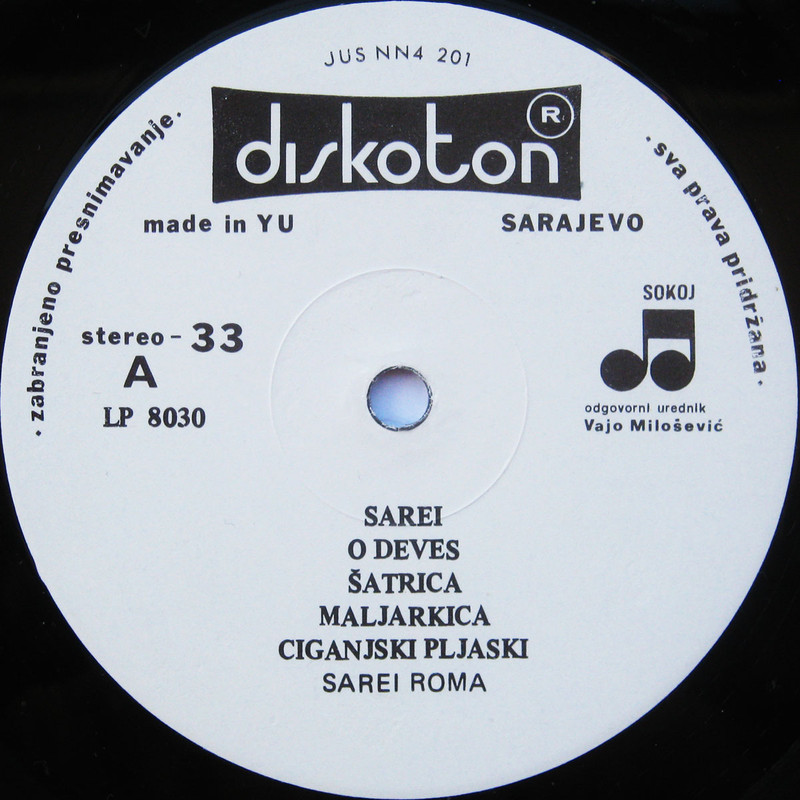 JUS NN4 201
diskoton ®
made in YU
SARAJEVO
· zabranjeno presnimavanje ·
· sva prava pridržana ·
stereo - 33
A
LP 8030
SOKOJ
odgovorni urednik
Vajo Milošević
SAREI
O DEVES
ŠATRICA
MALJARKICA
CIGANJSKI PLJASKI
SAREI ROMA